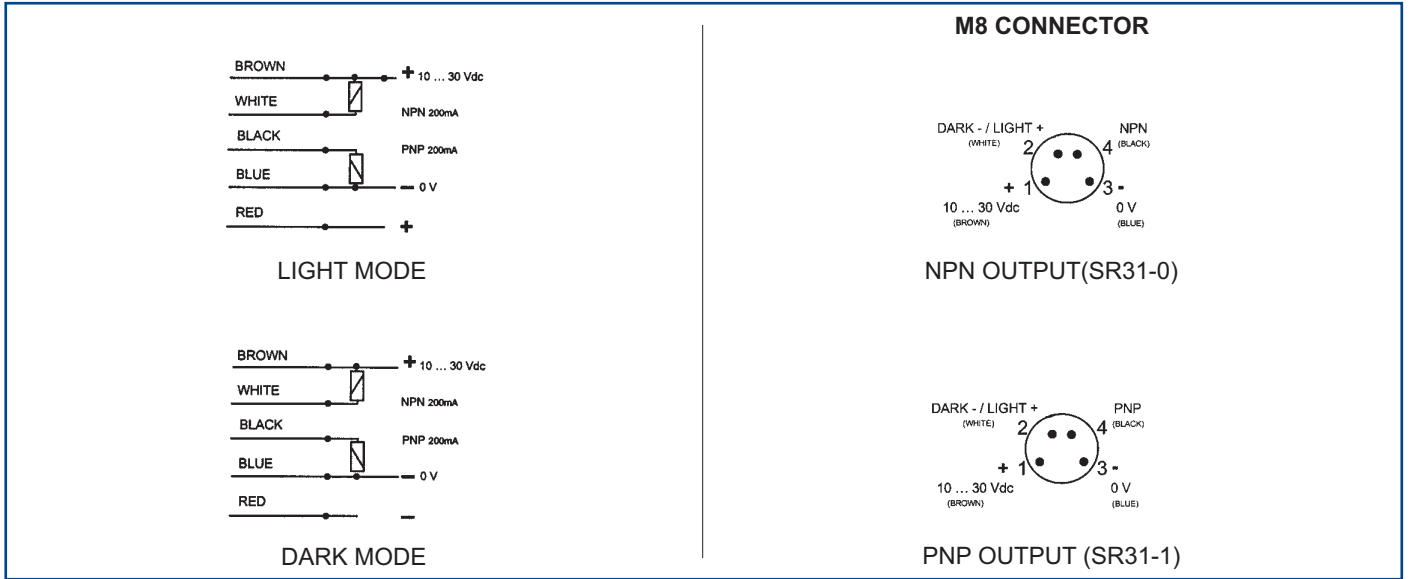 BROWN
+ 10 ... 30 Vdc
WHITE
NPN 200mA
BLACK
PNP 200mA
BLUE
– 0 V
RED
+
LIGHT MODE
BROWN
+ 10 ... 30 Vdc
WHITE
NPN 200mA
BLACK
PNP 200mA
BLUE
– 0 V
RED
–
DARK MODE
M8 CONNECTOR
DARK - / LIGHT +
(WHITE)
2
NPN
4 (BLACK)
+ 1
10 ... 30 Vdc
(BROWN)
3 -
0 V
(BLUE)
NPN OUTPUT(SR31-0)
DARK - / LIGHT +
(WHITE)
2
PNP
4 (BLACK)
+ 1
10 ... 30 Vdc
(BROWN)
3 -
0 V
(BLUE)
PNP OUTPUT (SR31-1)